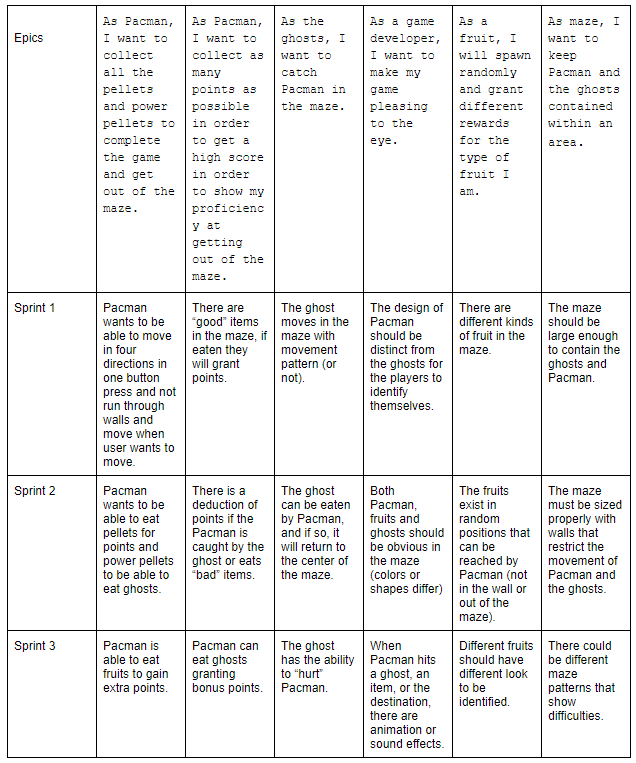 Epics
As Pacman,
I want to
collect
all the
pellets
and power
pellets to
complete
the game
and get
out of the
maze.
As Pacman,
I want to
collect as
many
points as
possible
in order
to get a
high score
in order
to show my
proficienc
y at
getting
out of the
maze.
As the
ghosts, I
want to
catch
Pacman in
the maze.
As a game
developer,
I want to
make my
game
pleasing
to the
eye.
As a
fruit, I
will spawn
randomly
and grant
different
rewards
for the
type of
fruit I
am.
As maze, I
want to
keep
Pacman and
the ghosts
contained
within an
area.
Sprint 1
Pacman
wants to be
able to move
in four
directions in
one button
press and not
run through
walls and
move when
user wants to
move.
There are
“good” items
in the maze, if
eaten they
will grant
points.
The ghost
moves in the
maze with
movement
pattern (or
not).
The design of
Pacman
should be
distinct from
the ghosts for
the players to
identify
themselves.
There are
different kinds
of fruit in the
maze.
The maze
should be
large enough
to contain the
ghosts and
Pacman.
Sprint 2
Pacman
wants to be
able to eat
pellets for
points and
power pellets
to be able to
eat ghosts.
There is a
deduction of
points if the
Pacman is
caught by the
ghost or eats
“bad” items.
The ghost
can be eaten
by Pacman,
and if so, it
will return to
the center of
the maze.
Both
Pacman,
fruits and
ghosts should
be obvious in
the maze
(colors or
shapes differ)
The fruits
exist in
random
positions that
can be
reached by
Pacman (not
in the wall or
out of the
maze).
The maze
must be sized
properly with
walls that
restrict the
movement of
Pacman and
the ghosts.
Sprint 3
Pacman is
able to eat
fruits to gain
extra points.
Pacman can
eat ghosts
granting
bonus points.
The ghost
has the ability
to “hurt”
Pacman.
When
Pacman hits
a ghost, an
item, or the
destination,
there are
animation or
sound effects.
Different fruits
should have
different look
to be
identified.
There could
be different
maze
patterns that
show
difficulties.